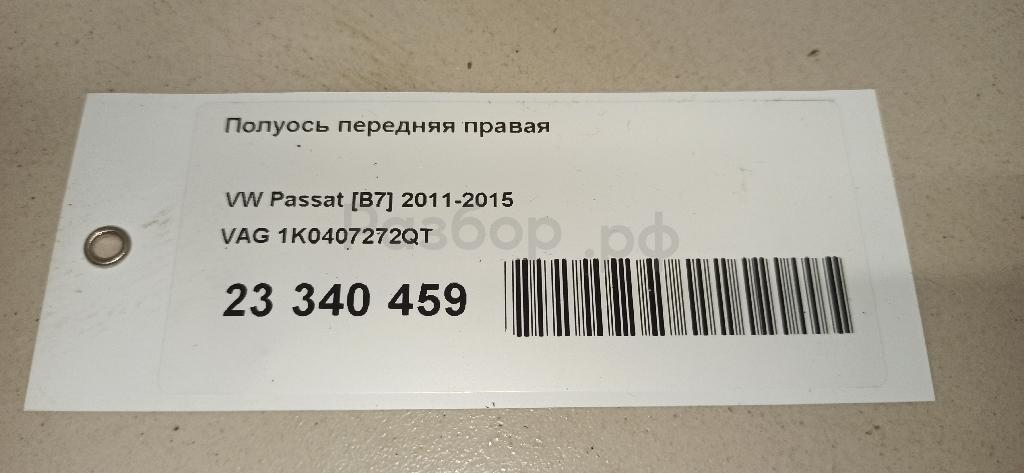 Полуось передняя правая
VW Passat [B7] 2011-2015
Разбор.рф
VAG 1K0407272QT
23 340 459